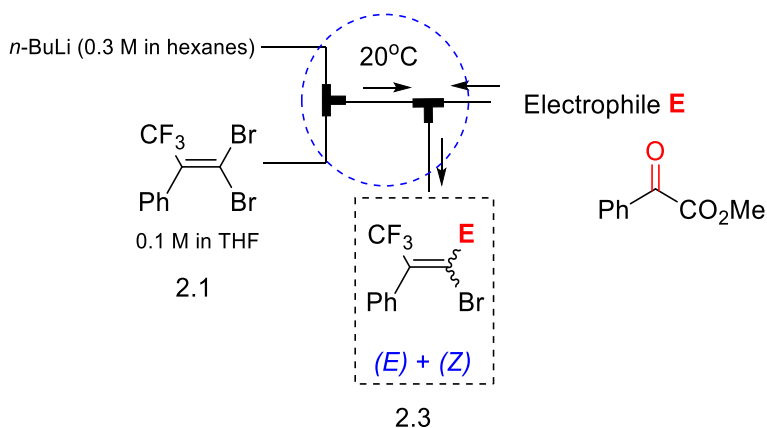 n-BuLi (0.3 M in hexanes)
20°C
Electrophile E
CF3
Br
Ph
Br
0.1 M in THF
2.1
O
Ph
CO2Me
CF3
E
Ph
Br
(E) + (Z)
2.3